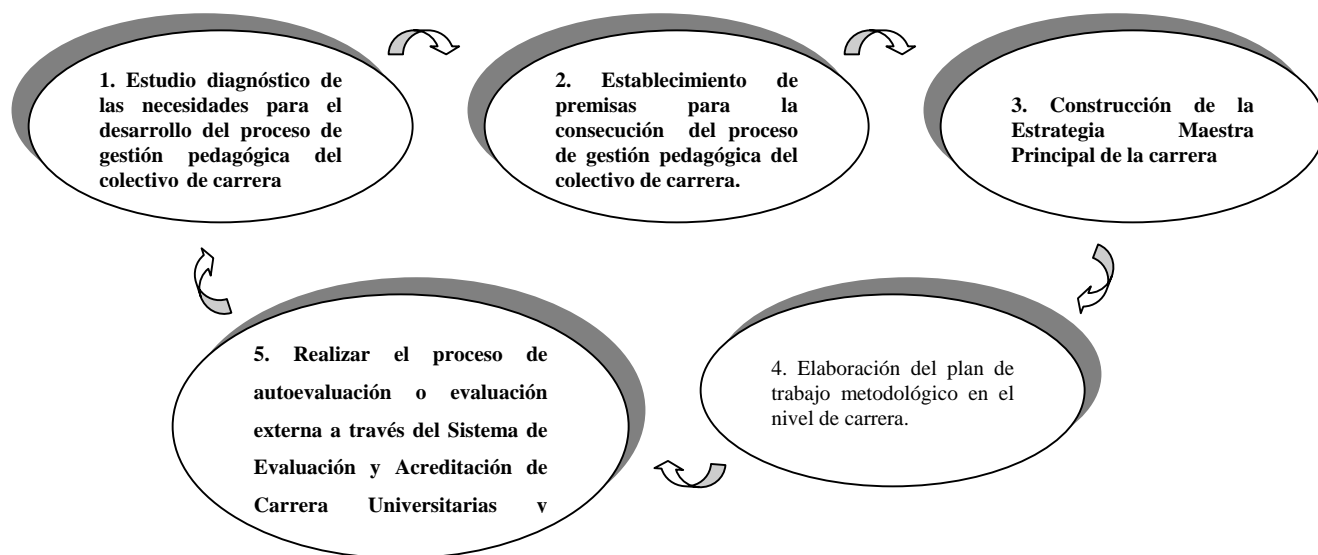 1. Estudio diagnóstico de
las necesidades para el
desarrollo del proceso de
gestión pedagógica del
colectivo de carrera
2. Establecimiento de
premisas para la
consecución del proceso
de gestión pedagógica del
colectivo de carrera.
3. Construcción de la
Estrategia Maestra
Principal de la carrera
4. Elaboración del plan de
trabajo metodológico en el
nivel de carrera.
5. Realizar el proceso de
autoevaluación o evaluación
externa a través del Sistema de
Evaluación y Acreditación de
Carrera Universitarias y